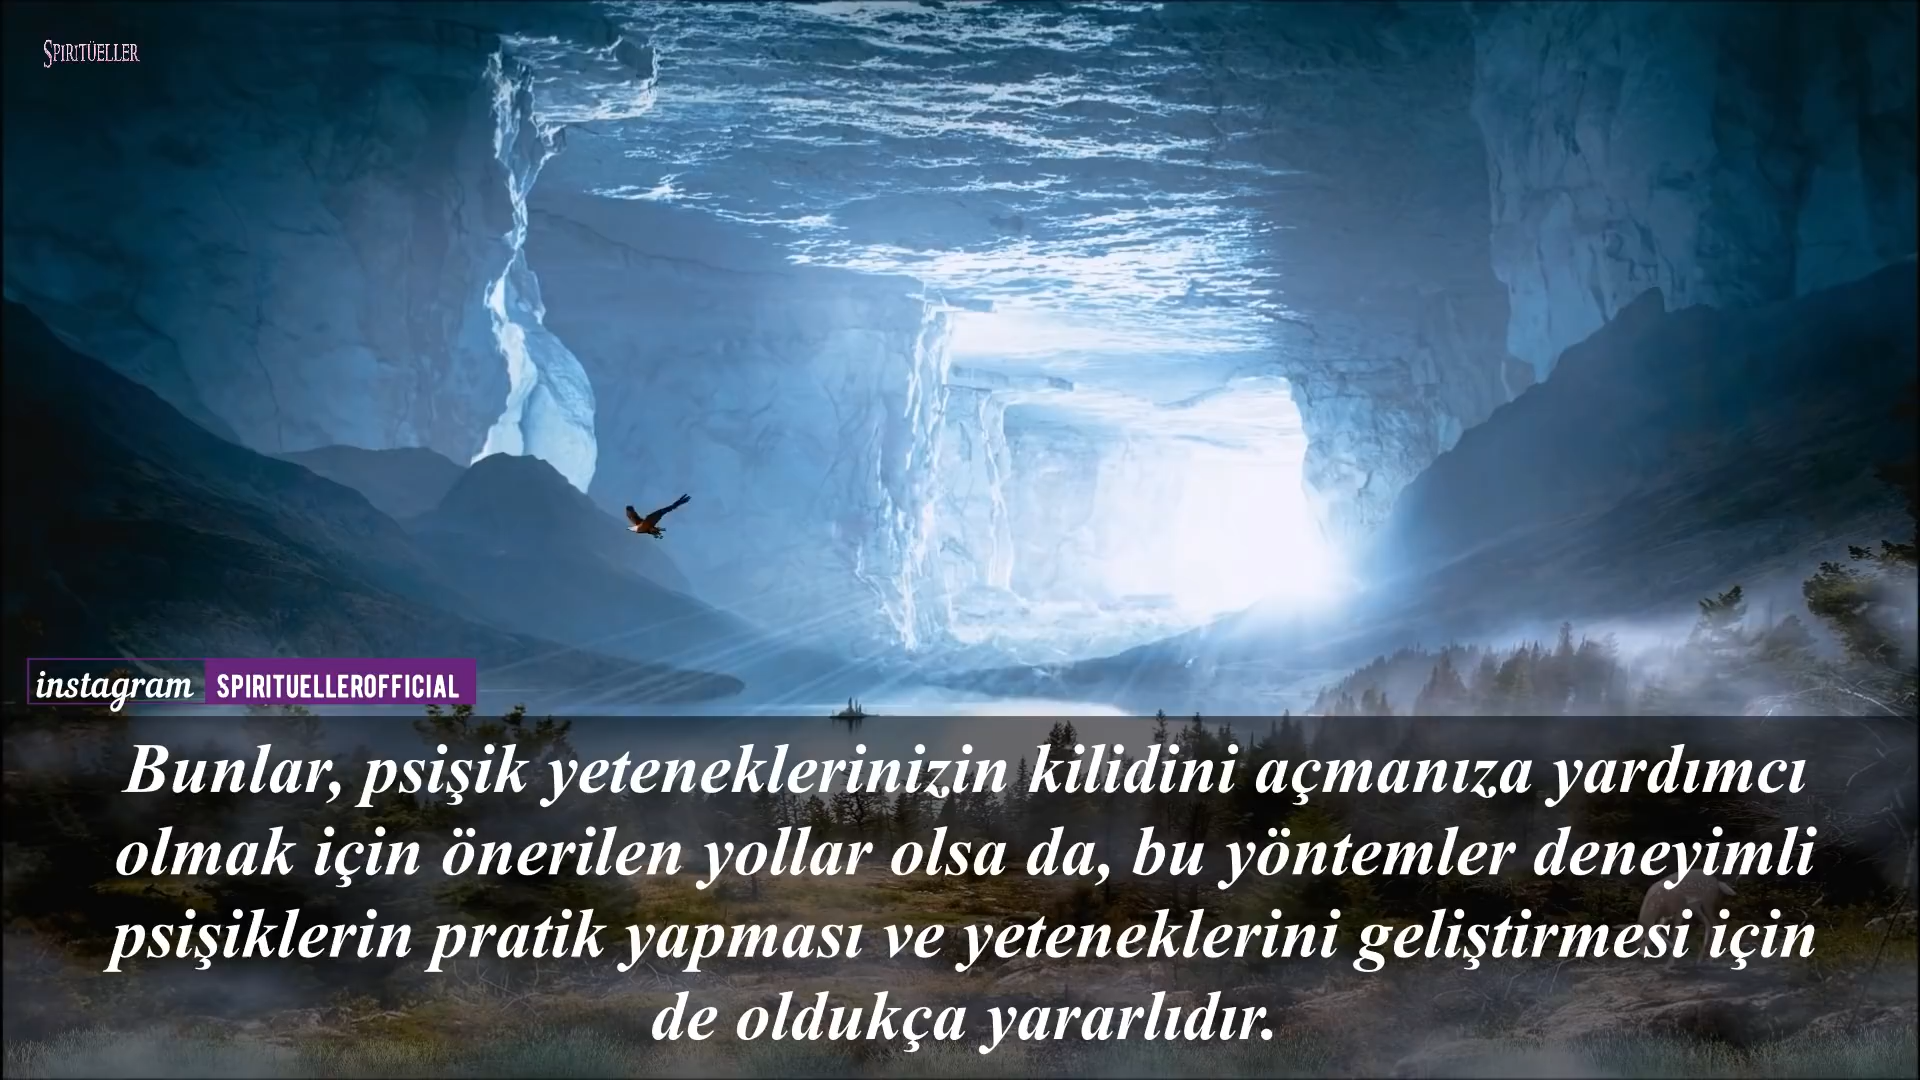 SPIRITÜELLER
instagram SPIRITUELLEROFFICIAL
Bunlar, psişik yeteneklerinizin kilidini açmanıza yardımcı
olmak için önerilen yollar olsa da, bu yöntemler deneyimli
psişiklerin pratik yapması ve yeteneklerini geliştirmesi için
de oldukça yararlıdır.